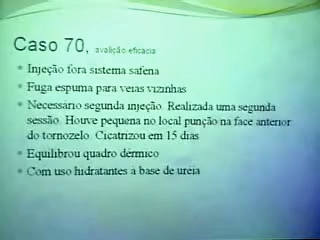 Caso 70, avalição eficacia
Injeção fora sistema safena
Fuga espuma para veias vizinhas
Necessário segunda injeção. Realizada uma segunda
sessão. Houve pequena no local punção na face anterior
do tornozelo. Cicatrizou em 15 dias
Equilibrou quadro dérmico
Com uso hidratantes a base de uréia